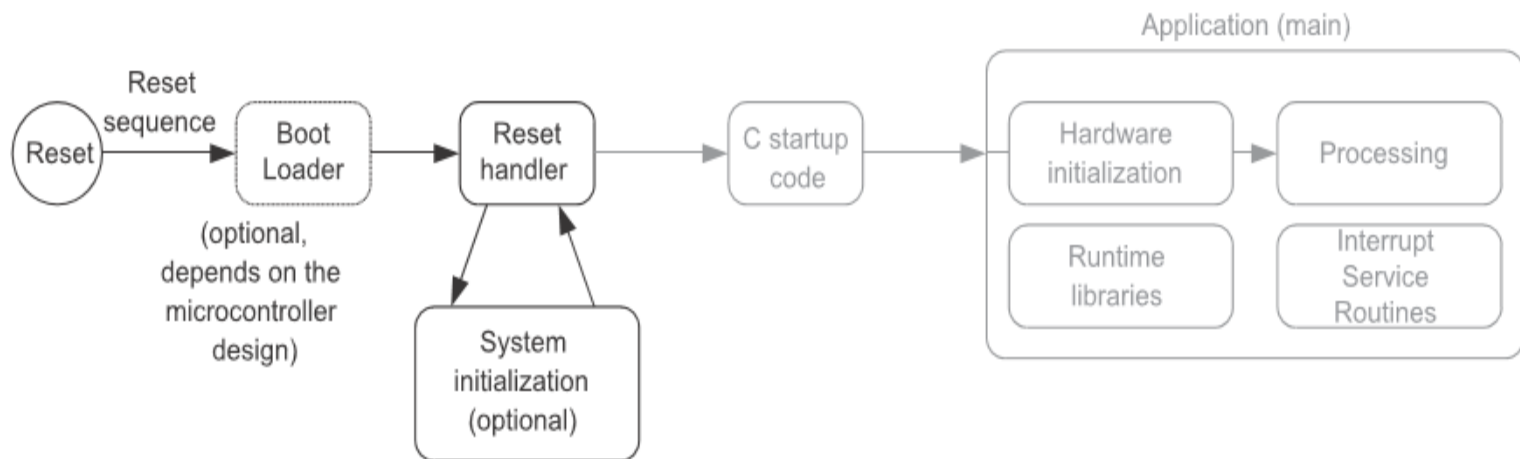 Application (main)
Reset
sequence
Reset
Boot
Loader
(optional,
depends on the
microcontroller
design)
Reset
handler
System
initialization
(optional)
C startup
code
Hardware
initialization
Processing
Runtime
libraries
Interrupt
Service
Routines